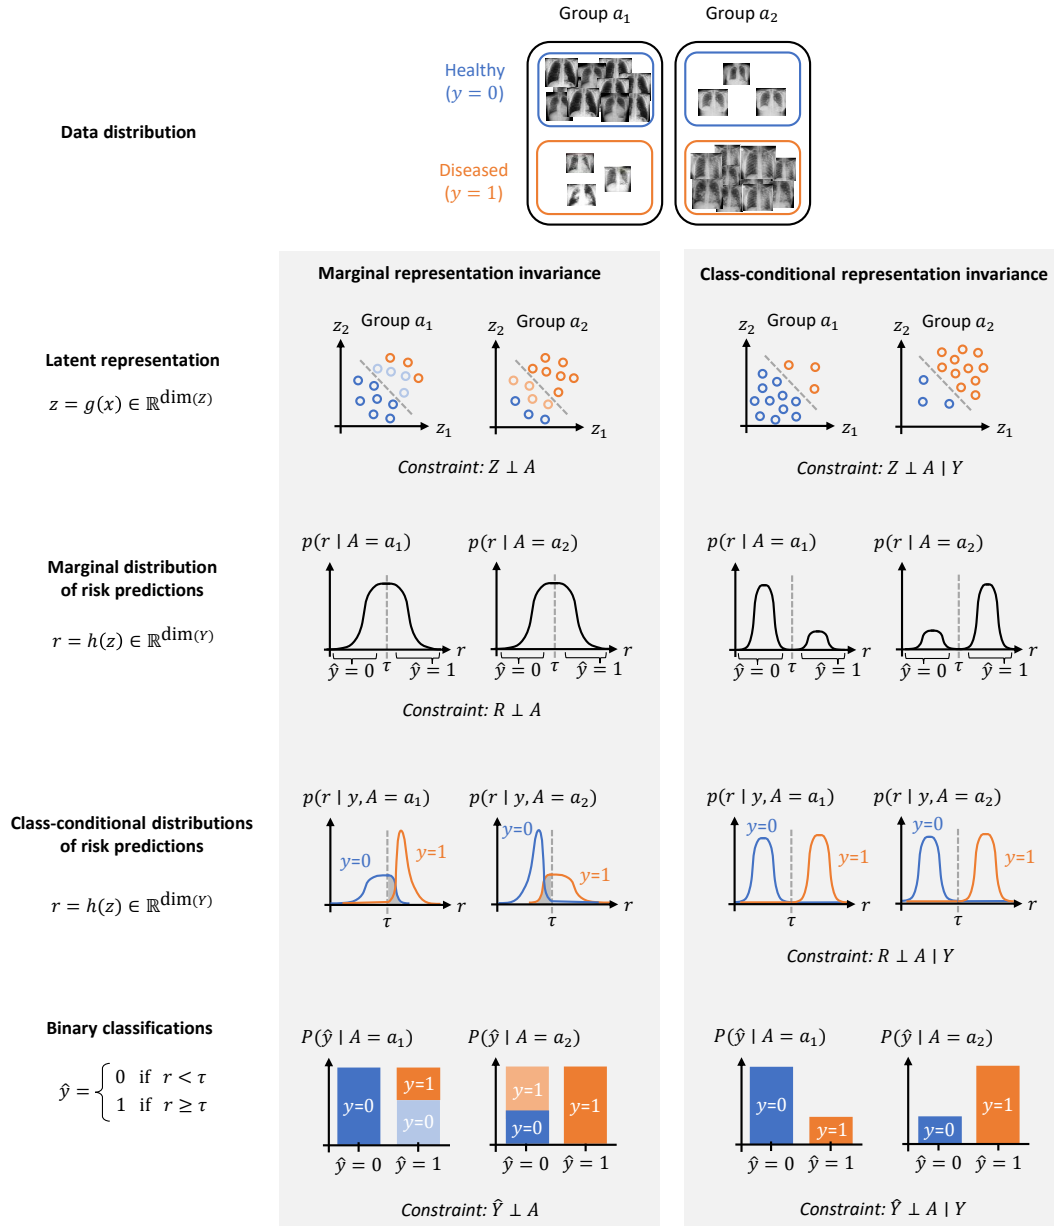 Group a₁
Group a₂
Healthy
(y = 0)
Data distribution
Diseased
(y = 1)
Marginal representation invariance
Class-conditional representation invariance
Latent representation
z = g(x) ∈ ℝ^dim(Z)
z₂
Group a₁
z₁
z₂
Group a₂
z₁
Constraint: Z ⊥ A
z₂
Group a₁
z₁
z₂
Group a₂
z₁
Constraint: Z ⊥ A | Y
Marginal distribution
of risk predictions
r = h(z) ∈ ℝ^dim(Y)
p(r | A = a₁)
ŷ = 0 τ ŷ = 1 r
p(r | A = a₂)
ŷ = 0 τ ŷ = 1 r
Constraint: R ⊥ A
p(r | A = a₁)
ŷ = 0 τ ŷ = 1 r
p(r | A = a₂)
ŷ = 0 τ ŷ = 1 r
Class-conditional distributions
of risk predictions
r = h(z) ∈ ℝ^dim(Y)
p(r | y, A = a₁)
y=0
y=1
τ
r
p(r | y, A = a₂)
y=0
y=1
τ
r
p(r | y, A = a₁)
y=0
y=1
τ
r
p(r | y, A = a₂)
y=0
y=1
τ
r
Constraint: R ⊥ A | Y
Binary classifications
ŷ = { 0 if r < τ
1 if r ≥ τ
P(ŷ | A = a₁)
y=0
y=1
y=0
ŷ = 0 ŷ = 1
P(ŷ | A = a₂)
y=1
y=0
y=1
ŷ = 0 ŷ = 1
Constraint: Ŷ ⊥ A
P(ŷ | A = a₁)
y=0
y=1
ŷ = 0 ŷ = 1
P(ŷ | A = a₂)
y=0
y=1
ŷ = 0 ŷ = 1
Constraint: Ŷ ⊥ A | Y